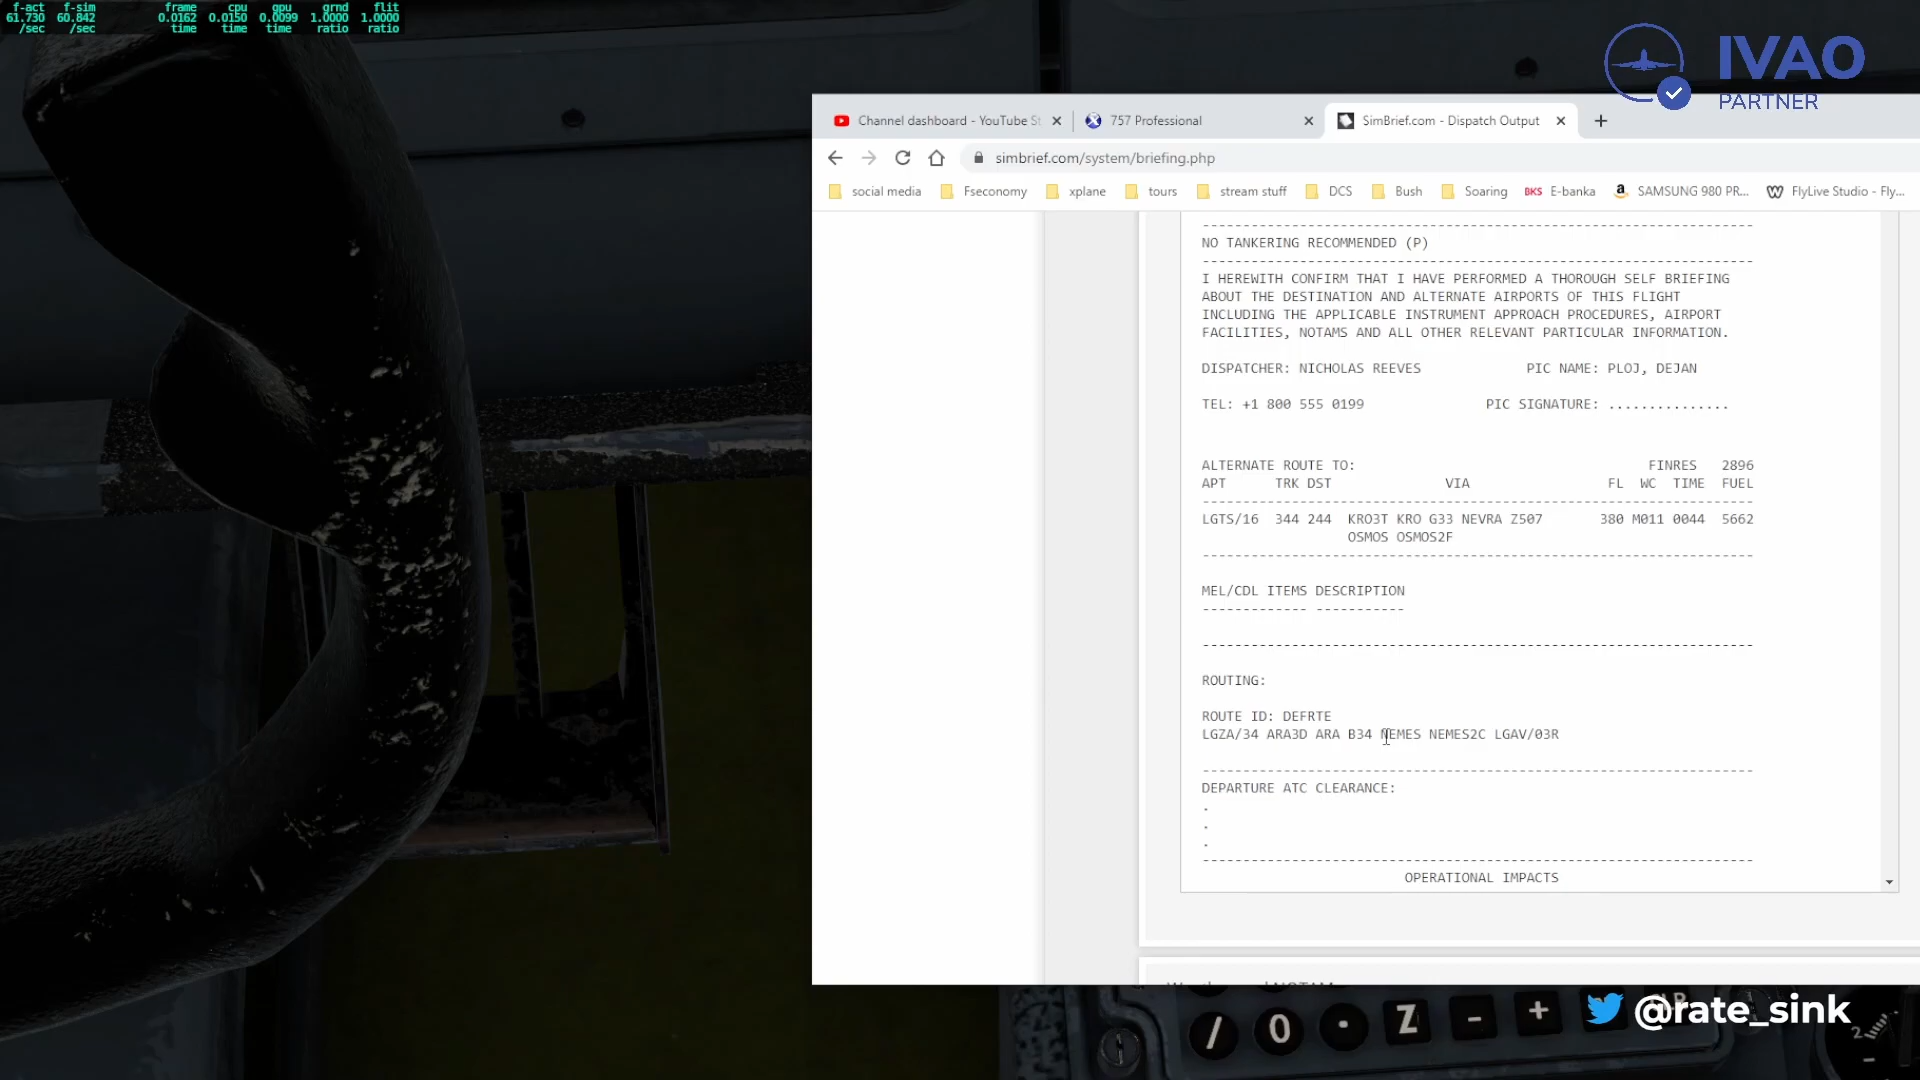 f-act f-sim frame cpu gpu grnd flit
61.730 60.842 0.0162 0.0150 0.0099 1.0000 1.0000
/sec /sec time time time ratio ratio
IVAO
PARTNER
Channel dashboard - YouTube St
757 Professional
SimBrief.com - Dispatch Output
simbrief.com/system/briefing.php
social media Fseconomy xplane tours stream stuff DCS Bush Soaring BKS E-banka SAMSUNG 980 PR... FlyLive Studio - Fly...
--------------------------------------------------------------------
NO TANKERING RECOMMENDED (P)
--------------------------------------------------------------------
I HEREWITH CONFIRM THAT I HAVE PERFORMED A THOROUGH SELF BRIEFING
ABOUT THE DESTINATION AND ALTERNATE AIRPORTS OF THIS FLIGHT
INCLUDING THE APPLICABLE INSTRUMENT APPROACH PROCEDURES, AIRPORT
FACILITIES, NOTAMS AND ALL OTHER RELEVANT PARTICULAR INFORMATION.
DISPATCHER: NICHOLAS REEVES PIC NAME: PLOJ, DEJAN
TEL: +1 800 555 0199 PIC SIGNATURE: ...............
ALTERNATE ROUTE TO: FINRES 2896
APT TRK DST VIA FL WC TIME FUEL
--------------------------------------------------------------------
LGTS/16 344 244 KRO3T KRO G33 NEVRA Z507 380 M011 0044 5662
OSMOS OSMOS2F
--------------------------------------------------------------------
MEL/CDL ITEMS DESCRIPTION
------------- -----------
--------------------------------------------------------------------
ROUTING:
ROUTE ID: DEFRTE
LGZA/34 ARA3D ARA B34 NEMES NEMES2C LGAV/03R
--------------------------------------------------------------------
DEPARTURE ATC CLEARANCE:
.
.
.
--------------------------------------------------------------------
OPERATIONAL IMPACTS
@rate_sink
/ 0 . Z - +